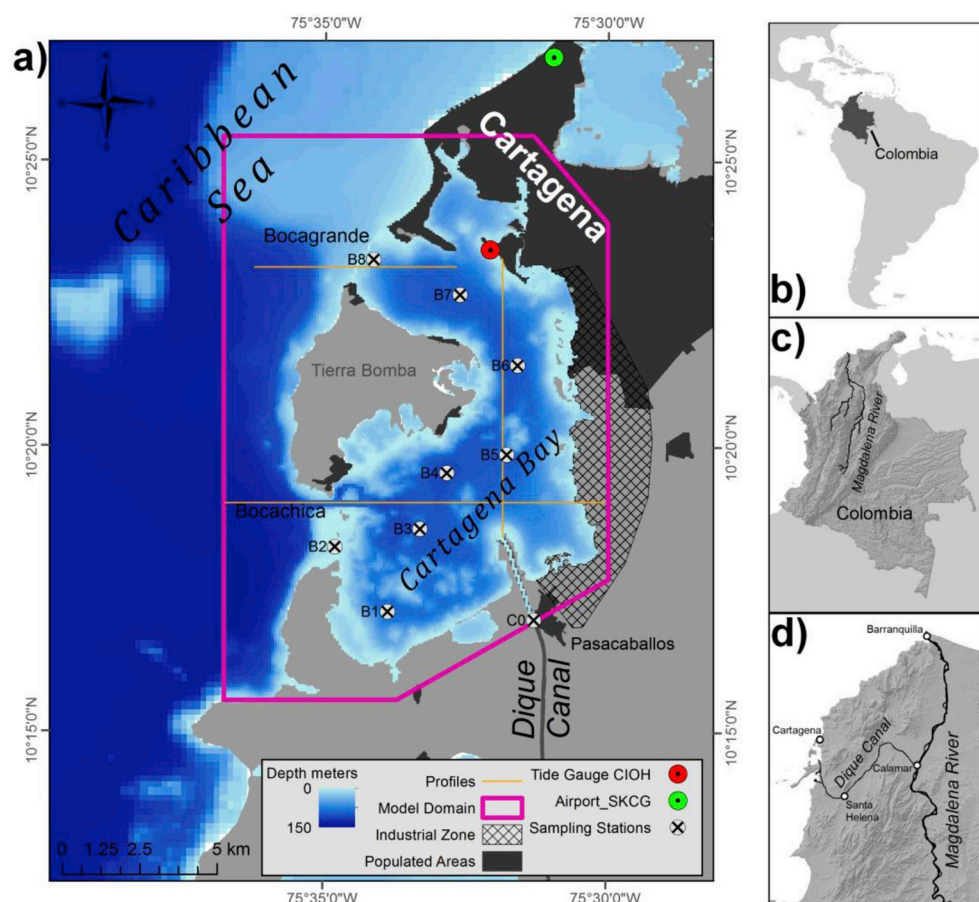 75°35'0"W
75°30'0"W
a)
N
W
E
S
10°25'0"N
10°25'0"N
Caribbean
Sea
Cartagena
Bocagrande
B8
B7
Tierra Bomba
B6
10°20'0"N
10°20'0"N
B5
B4
Cartagena Bay
Bocachica
B3
B2
B1
C0
Pasacaballos
Dique
Canal
10°15'0"N
10°15'0"N
Depth meters
0
150
Profiles
Model Domain
Industrial Zone
Populated Areas
Tide Gauge CIOH
Airport_SKCG
Sampling Stations
0 1.25 2.5 5 km
75°35'0"W
75°30'0"W
b)
Colombia
c)
Magdalena River
Colombia
d)
Barranquilla
Cartagena
Dique Canal
Calamar
Santa
Helena
Magdalena River